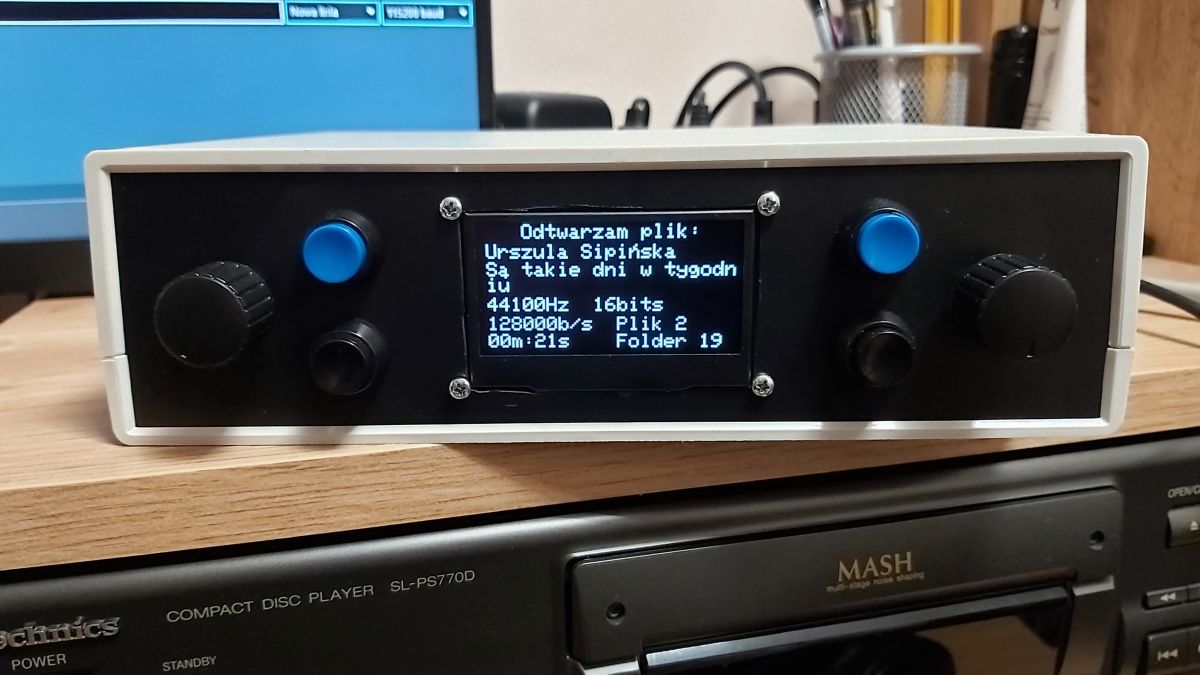 Nowa linia
115200 baud
Odtwarzam plik:
Urszula Sipińska
Są takie dni w tygodn
iu
44100Hz 16bits
128000b/s Plik 2
00m:21s Folder 19
MASH
multi-stage noise shaping
COMPACT DISC PLAYER SL-PS770D
echnics
POWER
STANDBY